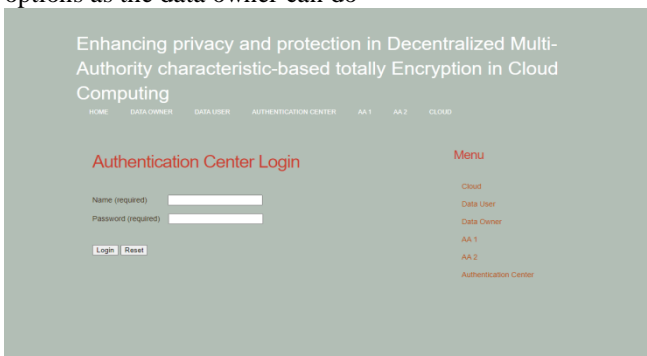 options as the data owner can do
Enhancing privacy and protection in Decentralized Multi-
Authority characteristic-based totally Encryption in Cloud
Computing
HOME DATA OWNER DATA USER AUTHENTICATION CENTER AA 1 AA 2 CLOUD
Authentication Center Login
Name (required)
Password (required)
Login Reset
Menu
Cloud
Data User
Data Owner
AA 1
AA 2
Authentication Center